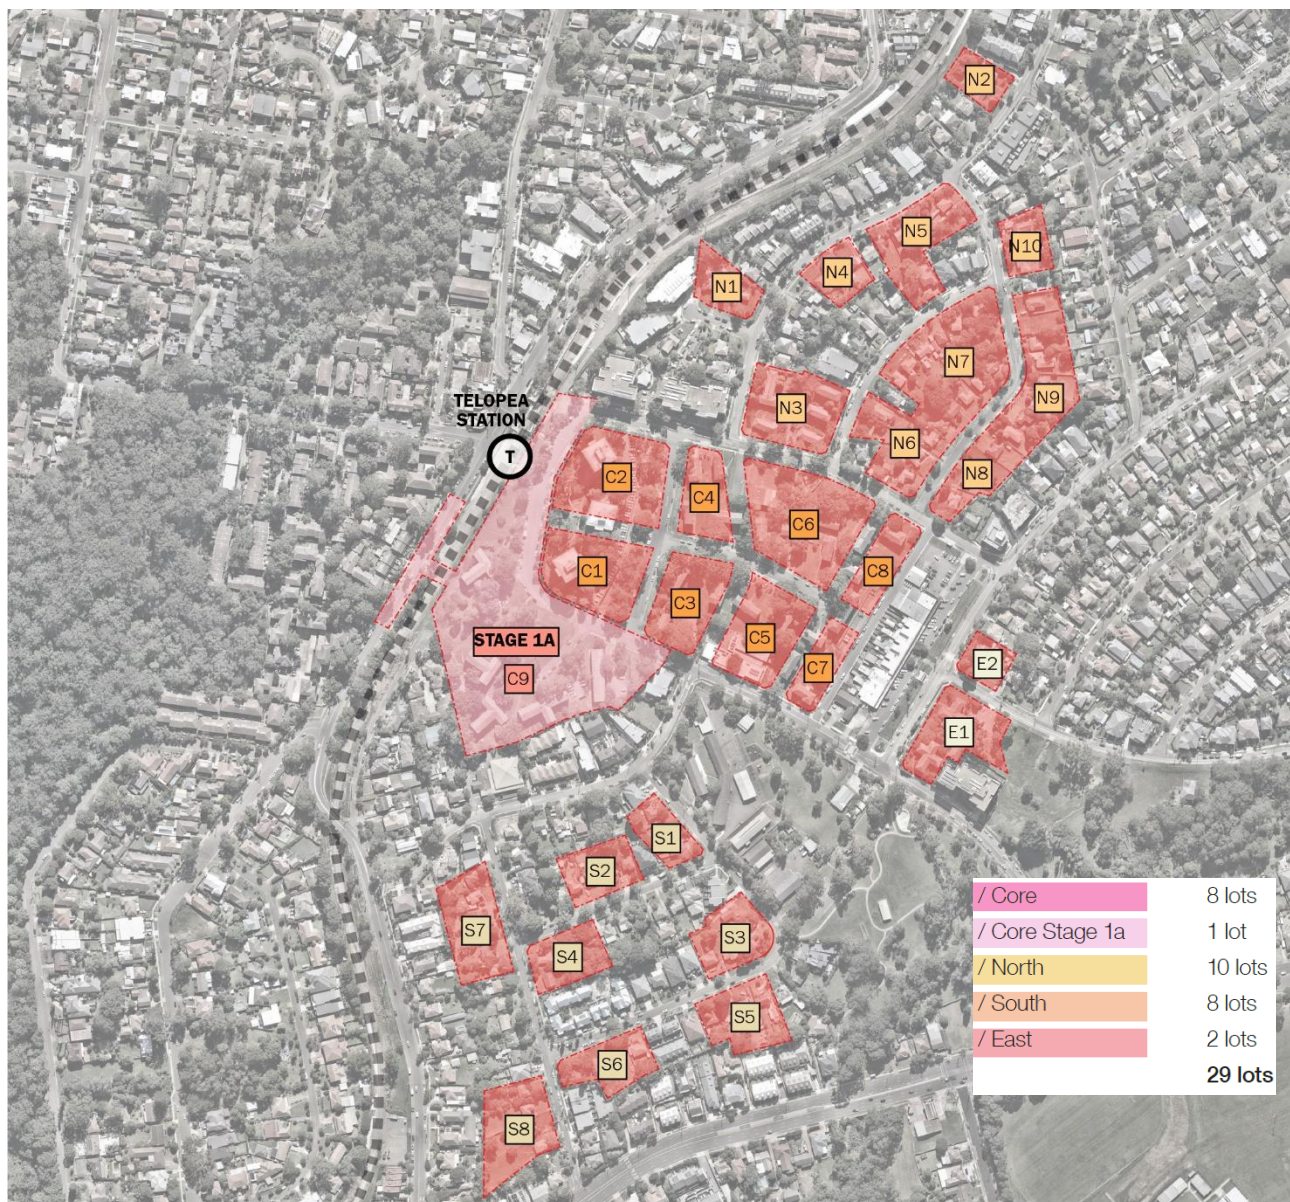 N2
N5
N10
N4
N1
N7
TELOPEA
STATION
N9
N3
T
N6
C2
N8
C4
C6
C8
C1
C3
STAGE 1A
C5
C7
E2
C9
E1
S1
S2
/ Core 8 lots
S7
/ Core Stage 1a 1 lot
S3
S4
/ North 10 lots
/ South 8 lots
S5
/ East 2 lots
S6
29 lots
S8